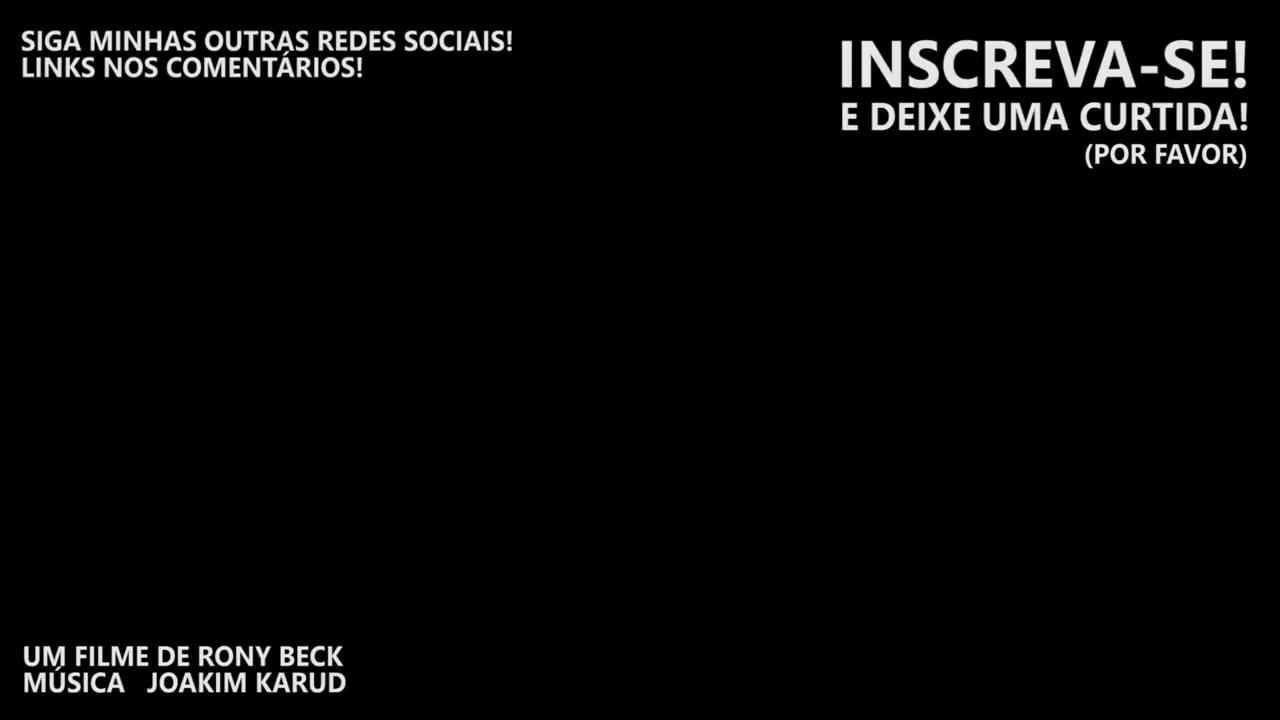 SIGA MINHAS OUTRAS REDES SOCIAIS!
LINKS NOS COMENTÁRIOS!
INSCREVA-SE!
E DEIXE UMA CURTIDA!
(POR FAVOR)
UM FILME DE RONY BECK
MÚSICA JOAKIM KARUD